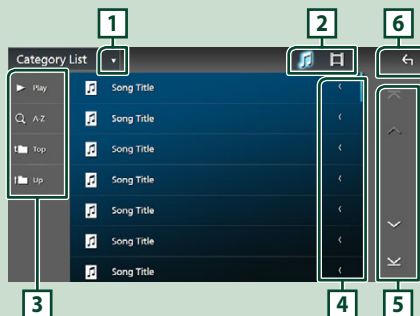 1
2
6
Category List
Play
Song Title
A-Z
Song Title
Top
Song Title
Up
Song Title
Song Title
Song Title
Song Title
3
4
5